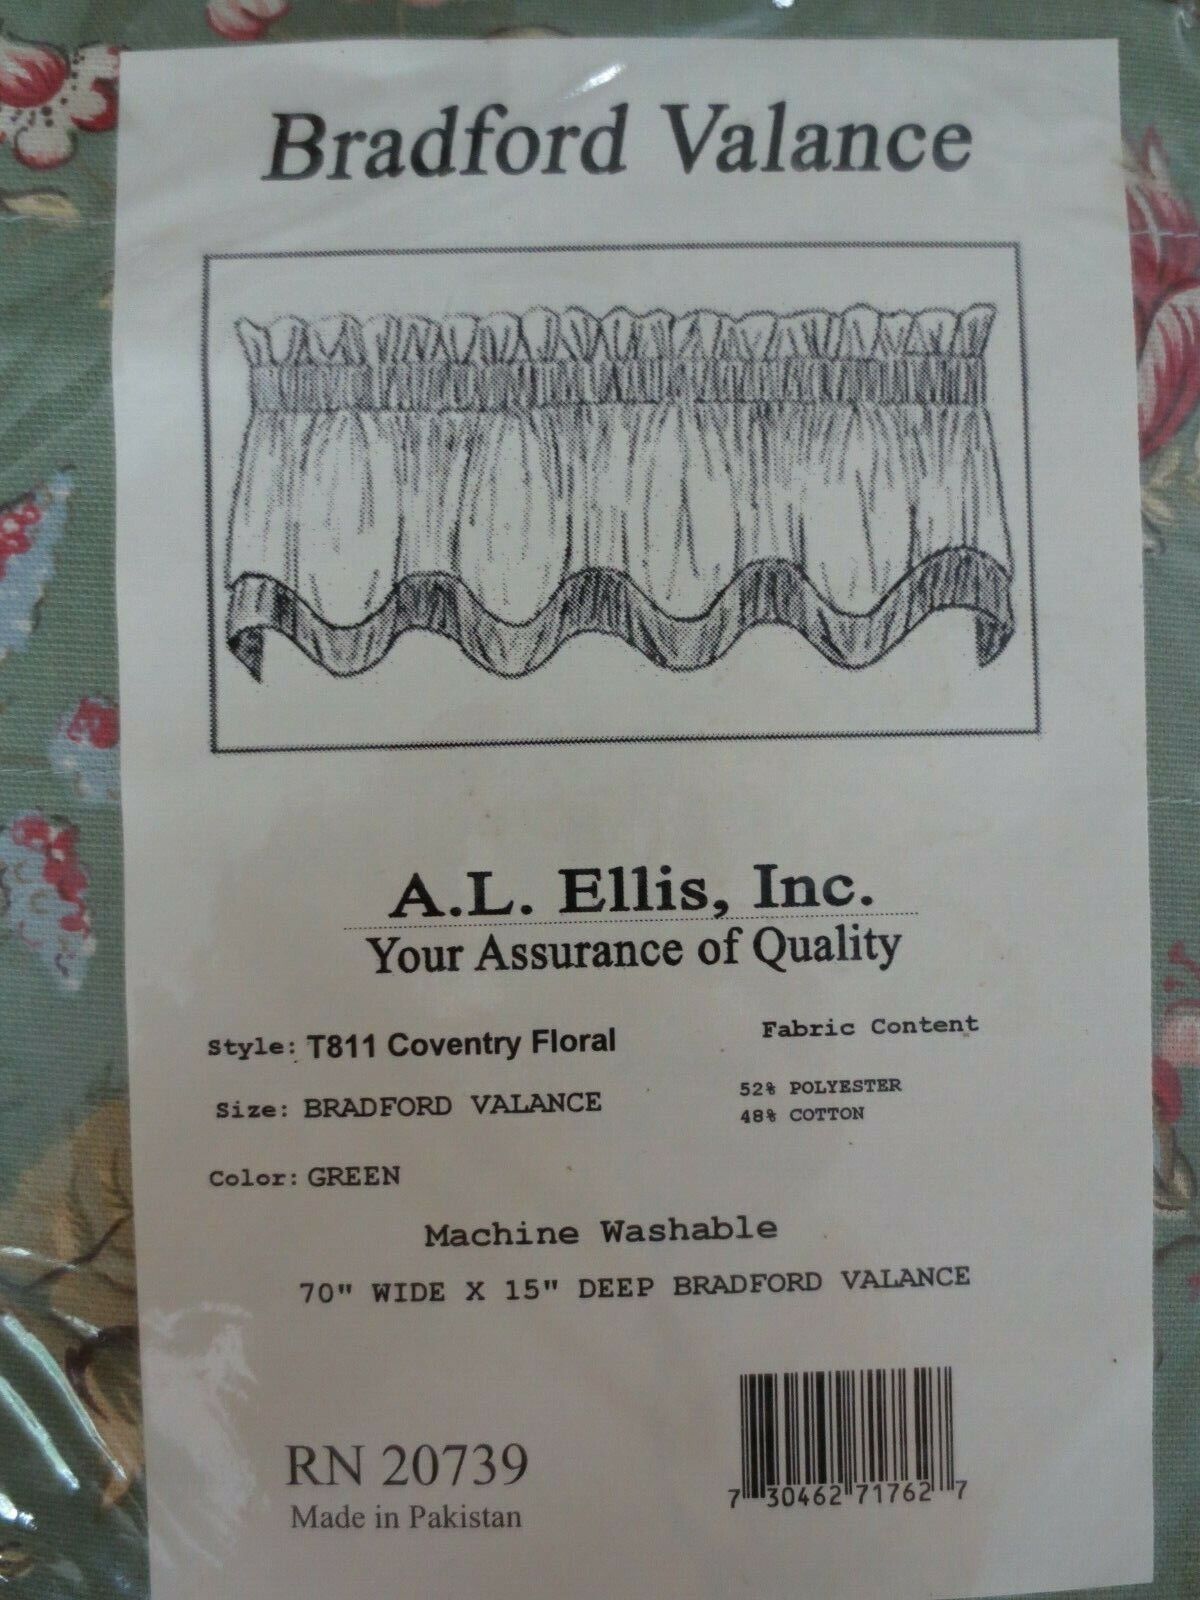 Bradford Valance
A.L. Ellis, Inc.
Your Assurance of Quality
Style: T811 Coventry Floral
Fabric Content
52% POLYESTER
48% COTTON
Size: BRADFORD VALANCE
Color: GREEN
Machine Washable
70" WIDE X 15" DEEP BRADFORD VALANCE
RN 20739
Made in Pakistan
7 30462 71762 7